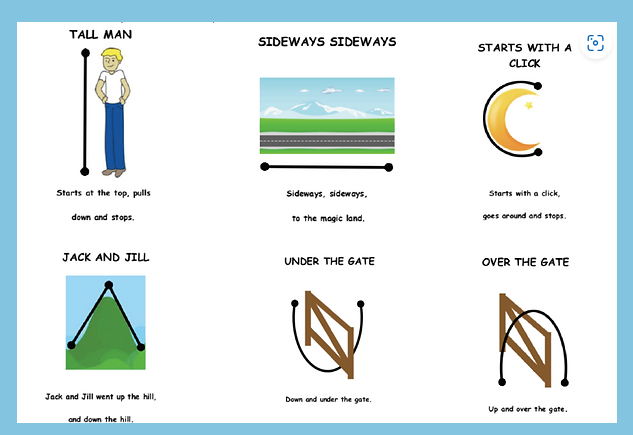 TALL MAN
Starts at the top, pulls
down and stops.
SIDEWAYS SIDEWAYS
Sideways, sideways,
to the magic land.
STARTS WITH A
CLICK
Starts with a click,
goes around and stops.
JACK AND JILL
Jack and Jill went up the hill,
and down the hill.
UNDER THE GATE
Down and under the gate.
OVER THE GATE
Up and over the gate.